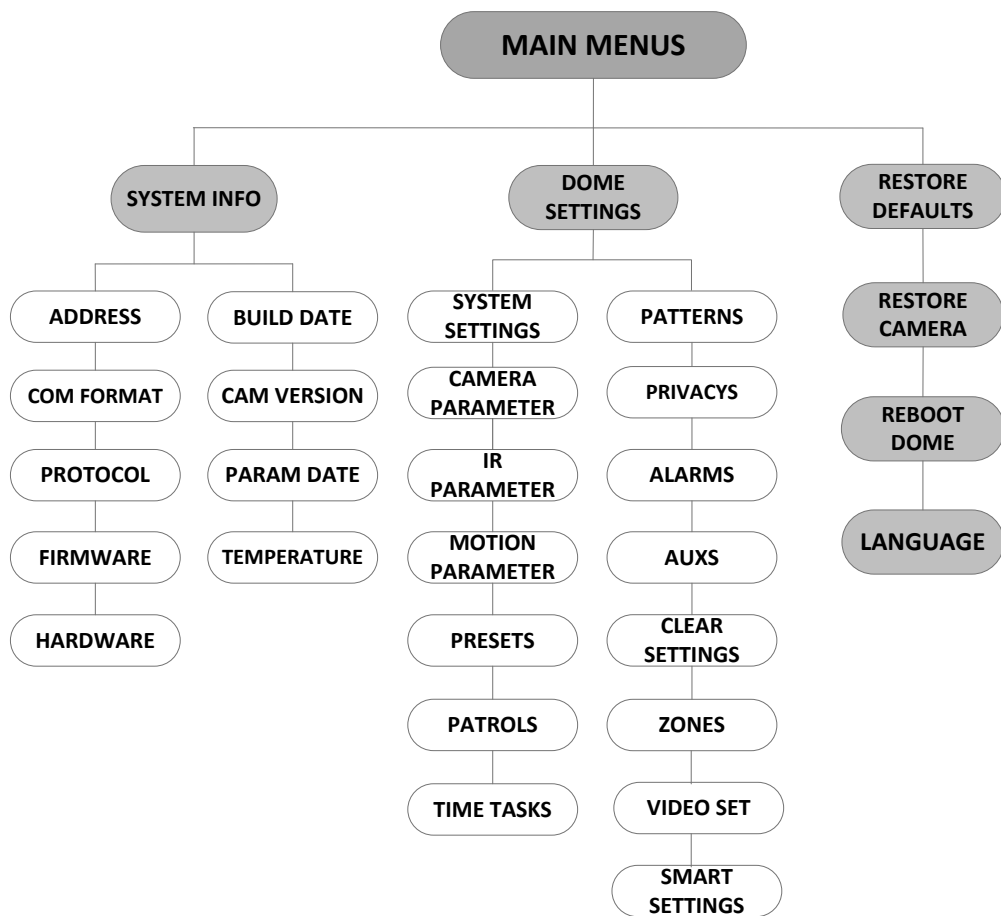 MAIN MENUS
SYSTEM INFO
DOME
SETTINGS
RESTORE
DEFAULTS
ADDRESS
COM FORMAT
PROTOCOL
FIRMWARE
HARDWARE
BUILD DATE
CAM VERSION
PARAM DATE
TEMPERATURE
SYSTEM
SETTINGS
CAMERA
PARAMETER
IR
PARAMETER
MOTION
PARAMETER
PRESETS
PATROLS
TIME TASKS
PATTERNS
PRIVACYS
ALARMS
AUXS
CLEAR
SETTINGS
ZONES
VIDEO SET
SMART
SETTINGS
RESTORE
CAMERA
REBOOT
DOME
LANGUAGE